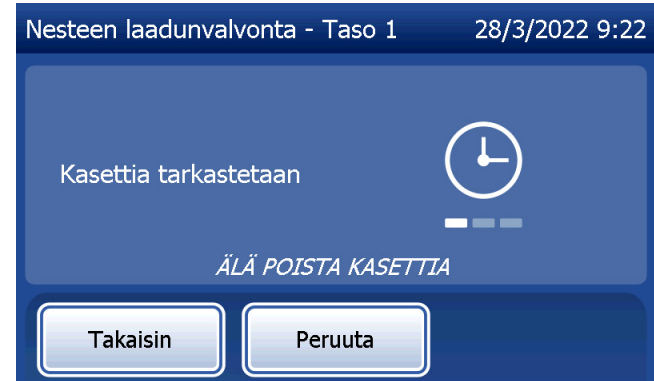 Nesteen laadunvalvonta - Taso 1 28/3/2022 9:22
Kasettia tarkastetaan
ÄLÄ POISTA KASETTIA
Takaisin Peruuta